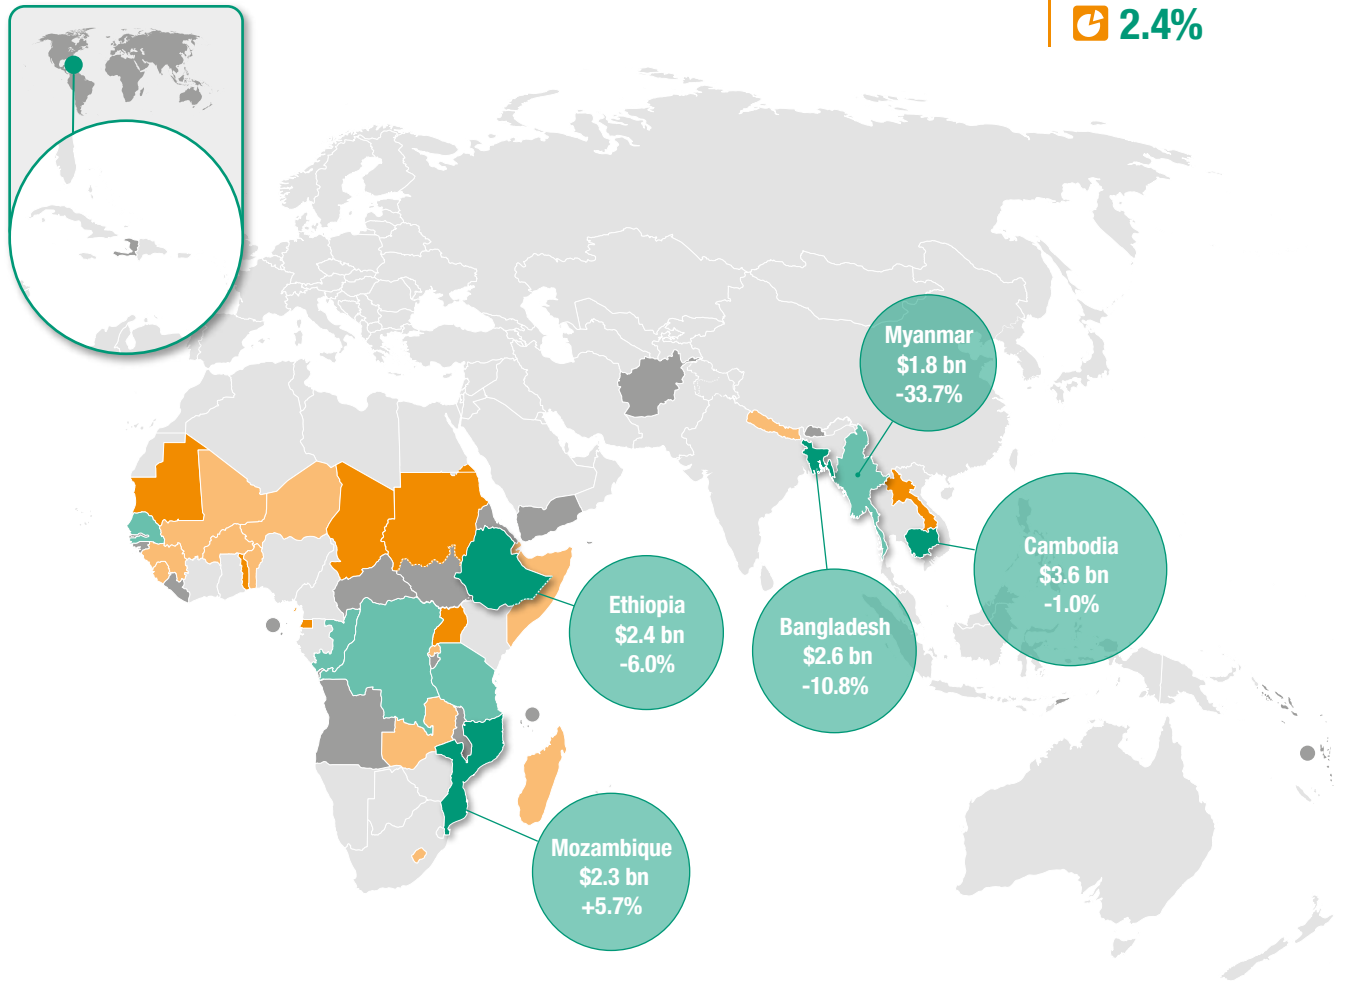 2.4%
Myanmar
$1.8 bn
-33.7%
Cambodia
$3.6 bn
-1.0%
Ethiopia
$2.4 bn
-6.0%
Bangladesh
$2.6 bn
-10.8%
Mozambique
$2.3 bn
+5.7%